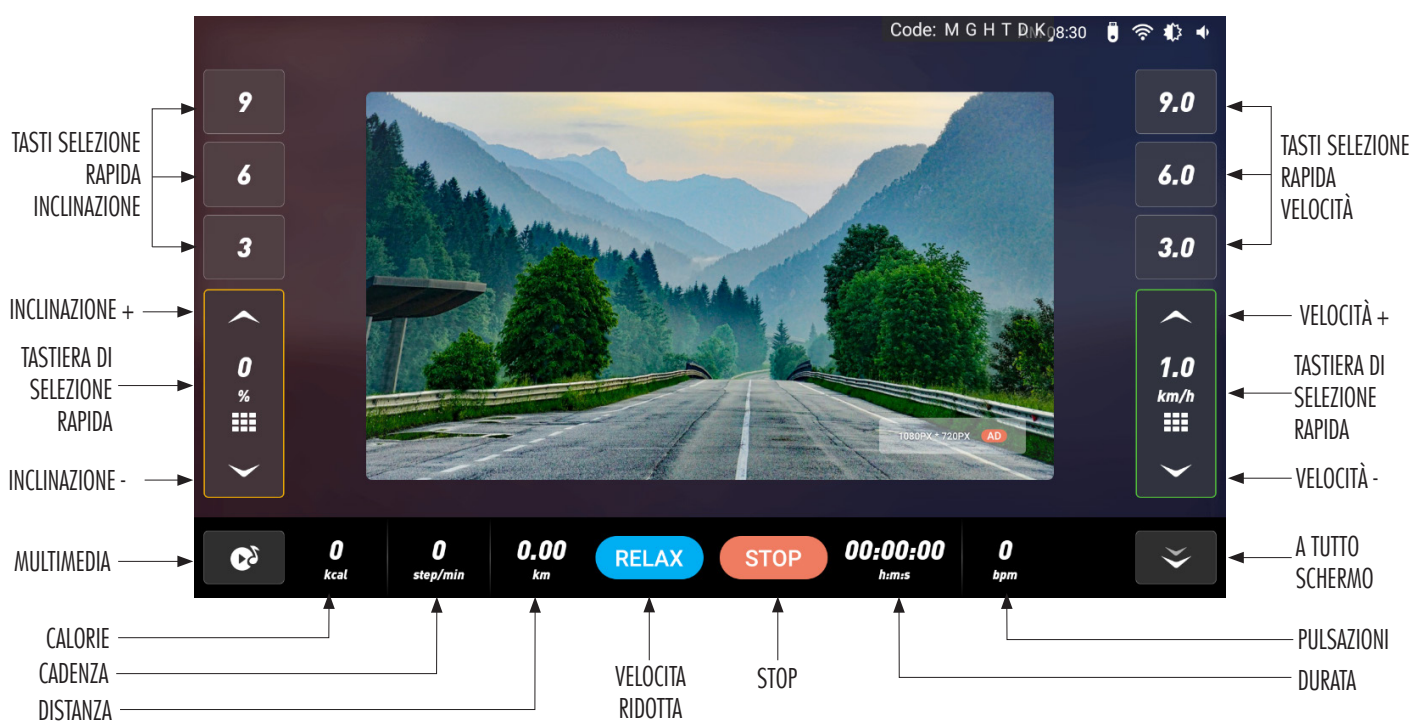 Code: M G H T D K 08:30
9
6
3
TASTI SELEZIONE
RAPIDA
INCLINAZIONE
INCLINAZIONE +
TASTIERA DI
SELEZIONE
RAPIDA
INCLINAZIONE -
0
%
9.0
6.0
3.0
TASTI SELEZIONE
RAPIDA
VELOCITÀ
VELOCITÀ +
TASTIERA DI
SELEZIONE
RAPIDA
VELOCITÀ -
1.0
km/h
1080PX * 720PX AD
MULTIMEDIA
0
kcal
0
step/min
0.00
km
RELAX
STOP
00:00:00
h:m:s
0
bpm
A TUTTO
SCHERMO
CALORIE
CADENZA
DISTANZA
VELOCITA
RIDOTTA
STOP
PULSAZIONI
DURATA